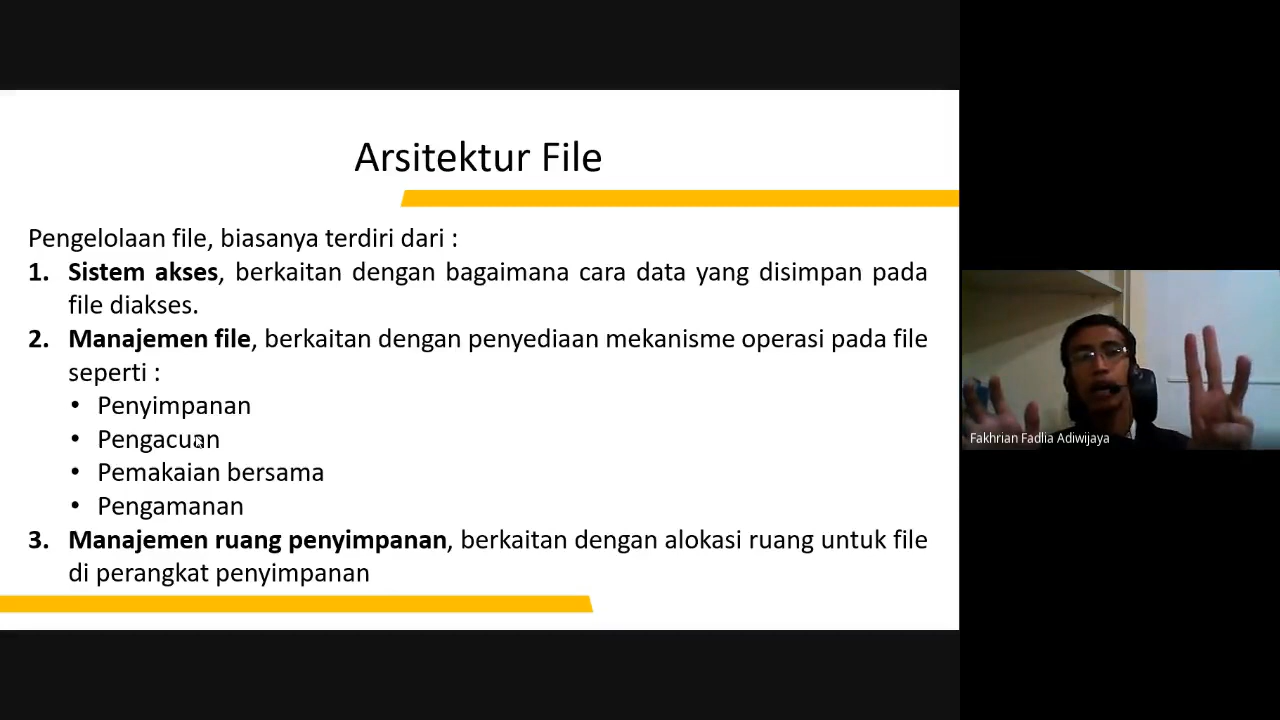 Arsitektur File
Pengelolaan file, biasanya terdiri dari :
1. Sistem akses, berkaitan dengan bagaimana cara data yang disimpan pada
file diakses.
2. Manajemen file, berkaitan dengan penyediaan mekanisme operasi pada file
seperti :
• Penyimpanan
• Pengacuan
• Pemakaian bersama
• Pengamanan
3. Manajemen ruang penyimpanan, berkaitan dengan alokasi ruang untuk file
di perangkat penyimpanan
Fakhrian Fadlia Adiwijaya